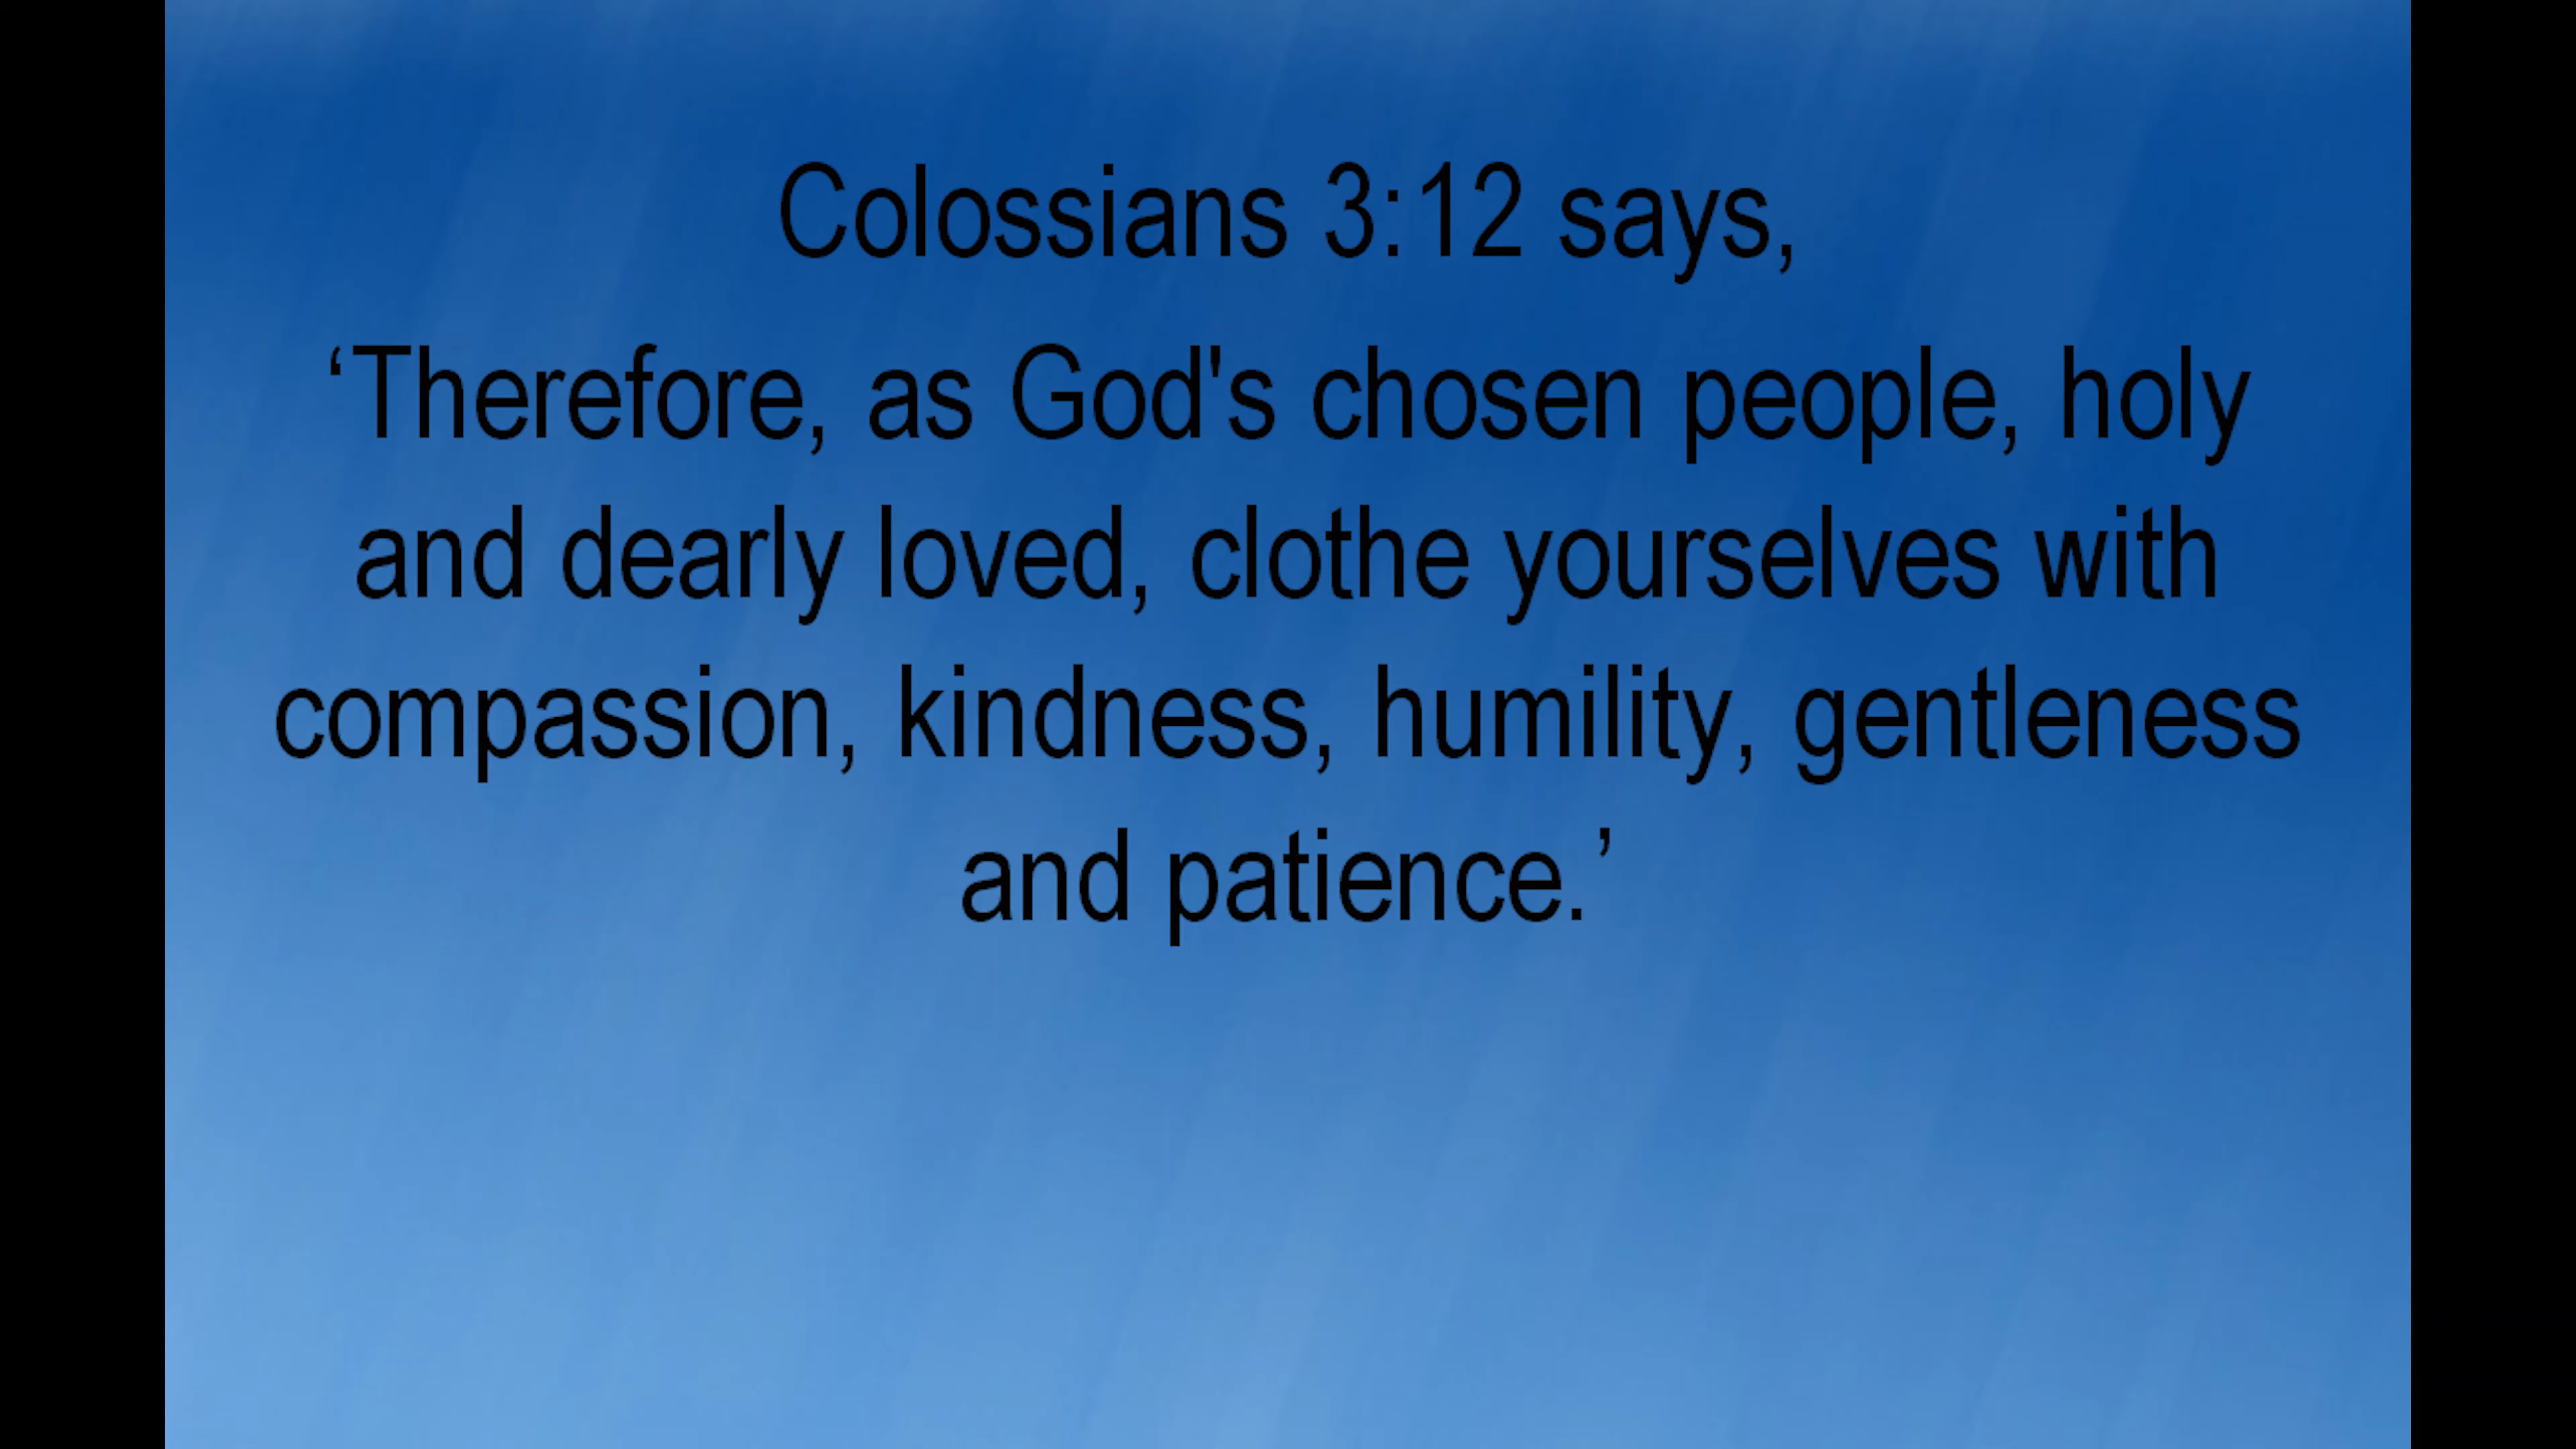 Colossians 3:12 says,
‘Therefore, as God's chosen people, holy
and dearly loved, clothe yourselves with
compassion, kindness, humility, gentleness
and patience.’